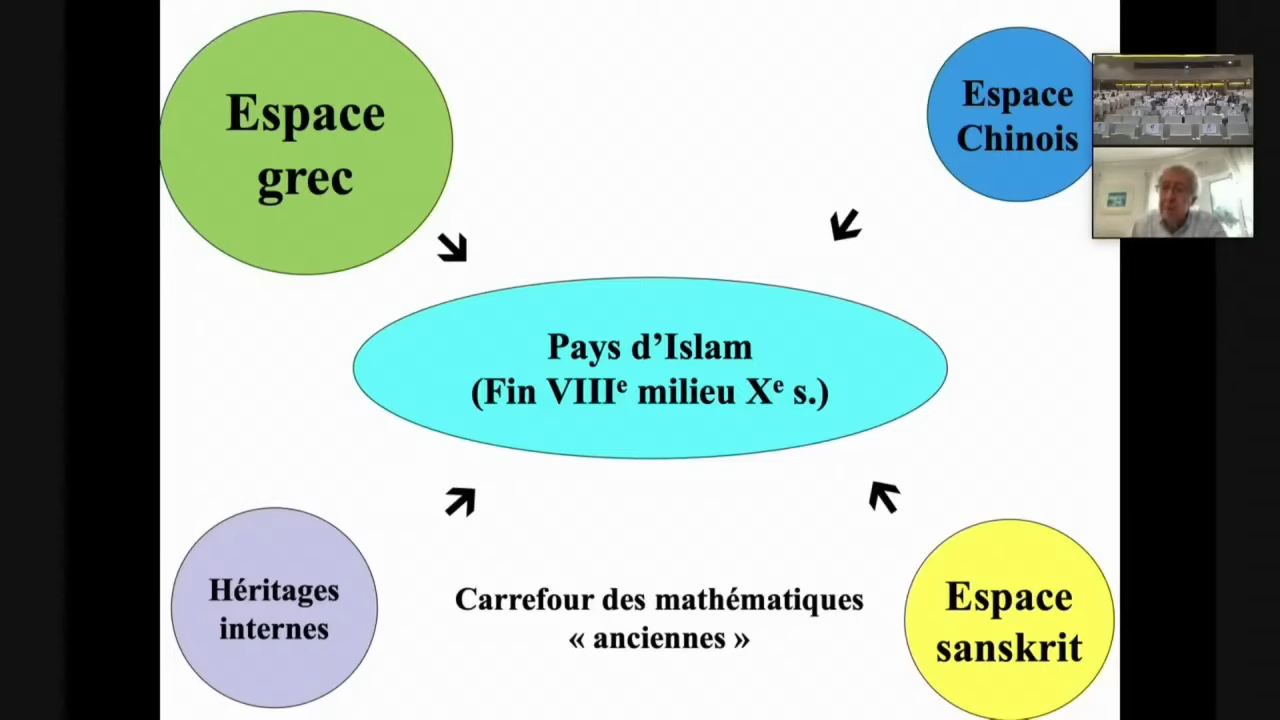 Espace
grec
Espace
Chinois
Pays d’Islam
(Fin VIIIᵉ milieu Xᵉ s.)
Héritages
internes
Carrefour des mathématiques
« anciennes »
Espace
sanskrit